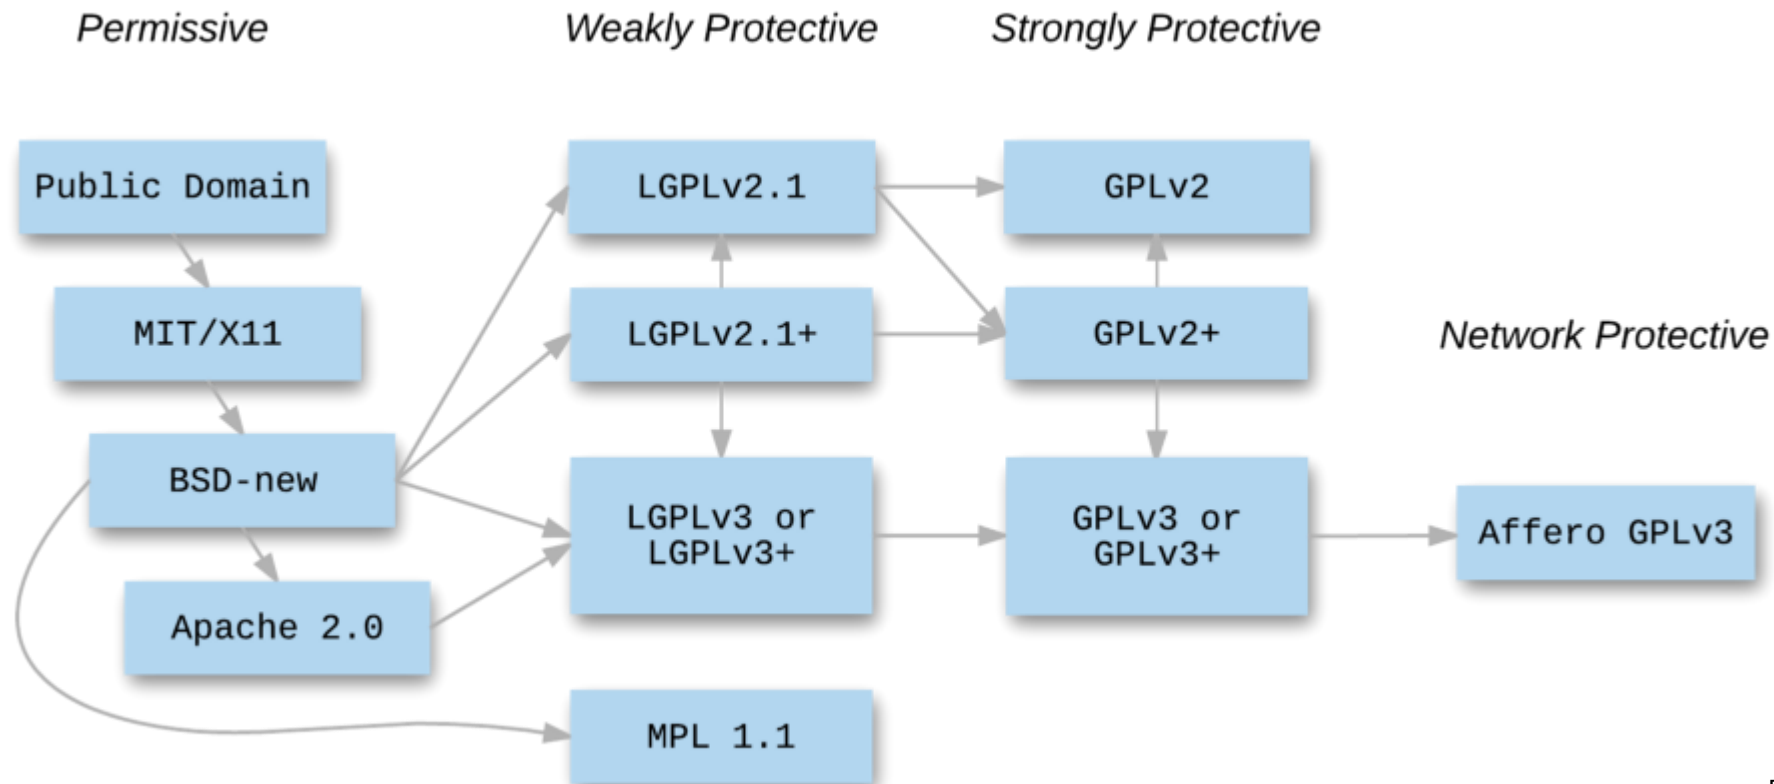 Permissive
Weakly Protective
Strongly Protective
Public Domain
LGPLv2.1
GPLv2
MIT/X11
LGPLv2.1+
GPLv2+
Network Protective
BSD-new
LGPLv3 or
LGPLv3+
GPLv3 or
GPLv3+
Affero GPLv3
Apache 2.0
MPL 1.1